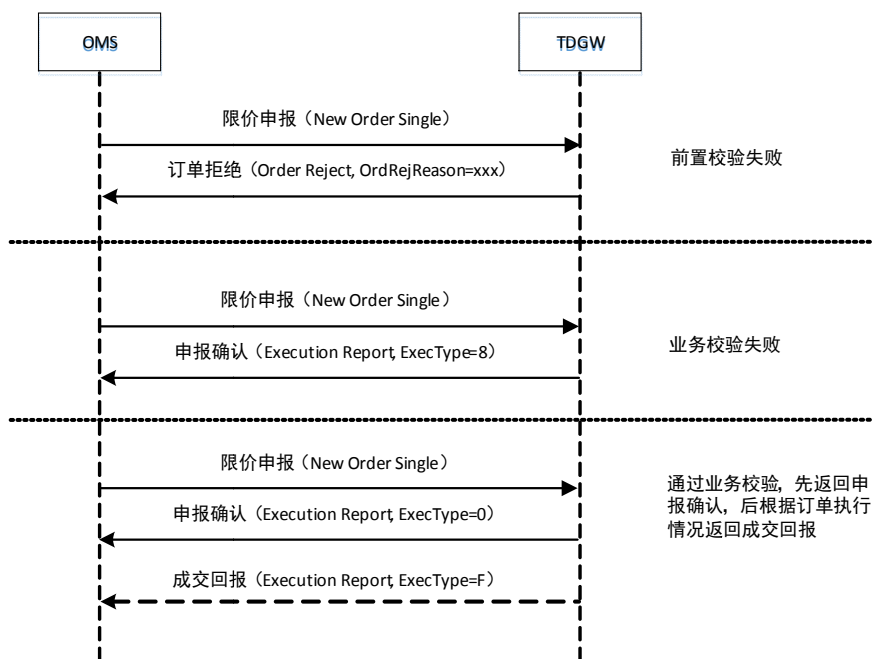 OMS
TDGW
限价申报（New Order Single）
订单拒绝（Order Reject, OrdRejReason=xxx）
前置校验失败
限价申报（New Order Single）
申报确认（Execution Report, ExecType=8）
业务校验失败
限价申报（New Order Single）
申报确认（Execution Report, ExecType=0）
成交回报（Execution Report, ExecType=F）
通过业务校验，先返回申
报确认，后根据订单执行
情况返回成交回报